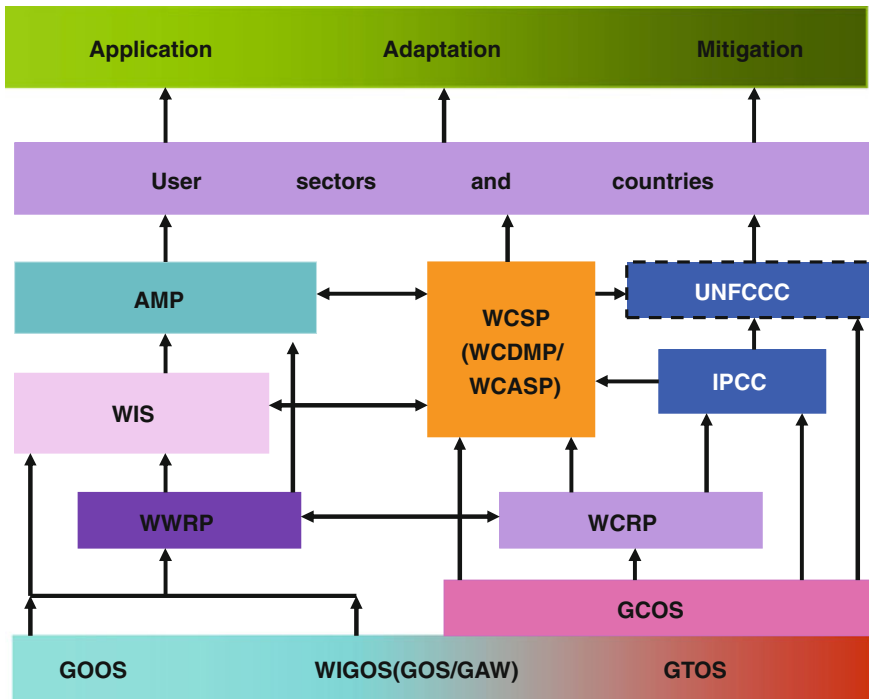 Application Adaptation Mitigation
User sectors and countries
AMP
WCSP
(WCDMP/
WCASP)
UNFCCC
IPCC
WIS
WWRP
WCRP
GCOS
GOOS WIGOS(GOS/GAW) GTOS